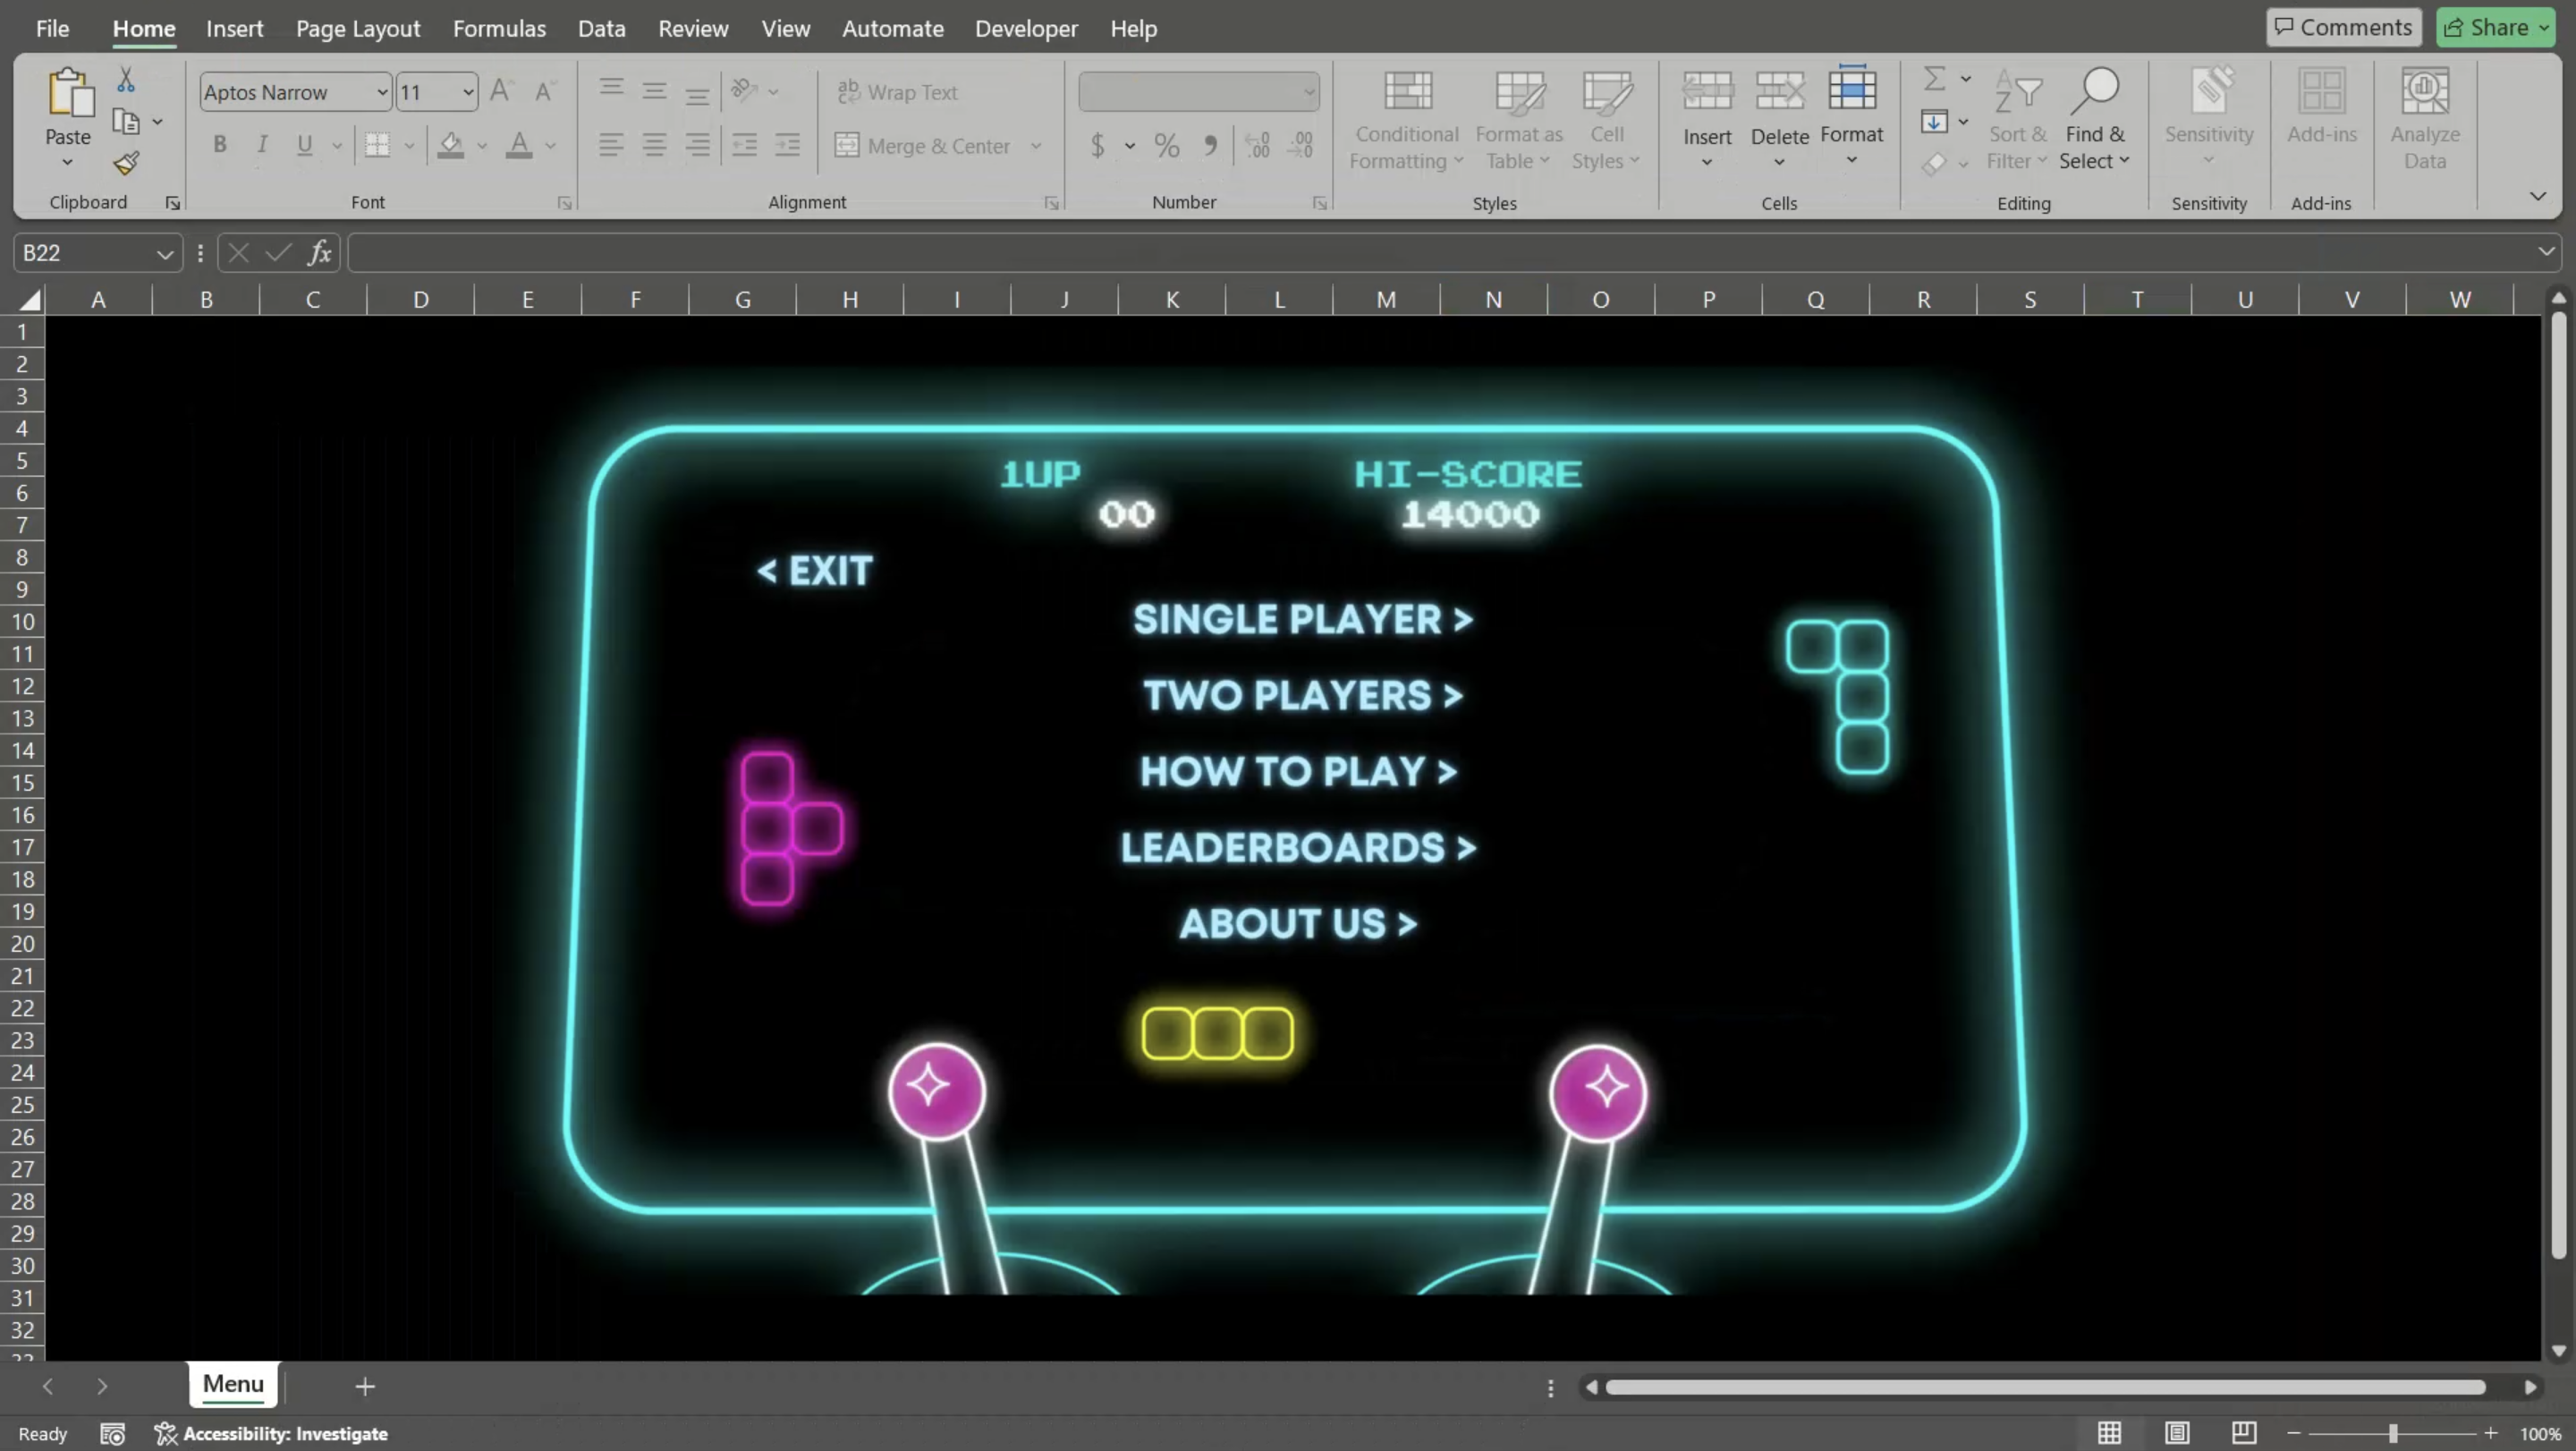 File Home Insert Page Layout Formulas Data Review View Automate Developer Help Comments Share
Aptos Narrow 11 ab Wrap Text
Paste B I U A Merge & Center $ % , .00 .00 Conditional Formatting Format as Table Cell Styles Insert Delete Format Sort & Filter Find & Select Sensitivity Add-ins Analyze Data
Clipboard Font Alignment Number Styles Cells Editing Sensitivity Add-ins
B22 fx
A B C D E F G H I J K L M N O P Q R S T U V W
1
2
3
4
5
6
7
8
9
10
11
12
13
14
15
16
17
18
19
20
21
22
23
24
25
26
27
28
29
30
31
32
1UP HI-SCORE
00 14000
< EXIT
SINGLE PLAYER >
TWO PLAYERS >
HOW TO PLAY >
LEADERBOARDS >
ABOUT US >
Menu
Ready Accessibility: Investigate 100%